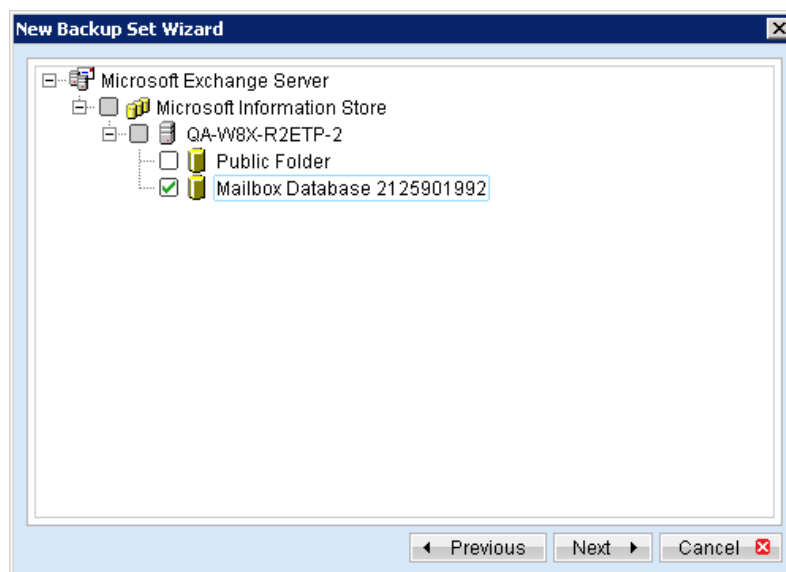 New Backup Set Wizard
Microsoft Exchange Server
Microsoft Information Store
QA-W8X-R2ETP-2
Public Folder
Mailbox Database 2125901992
Previous Next Cancel